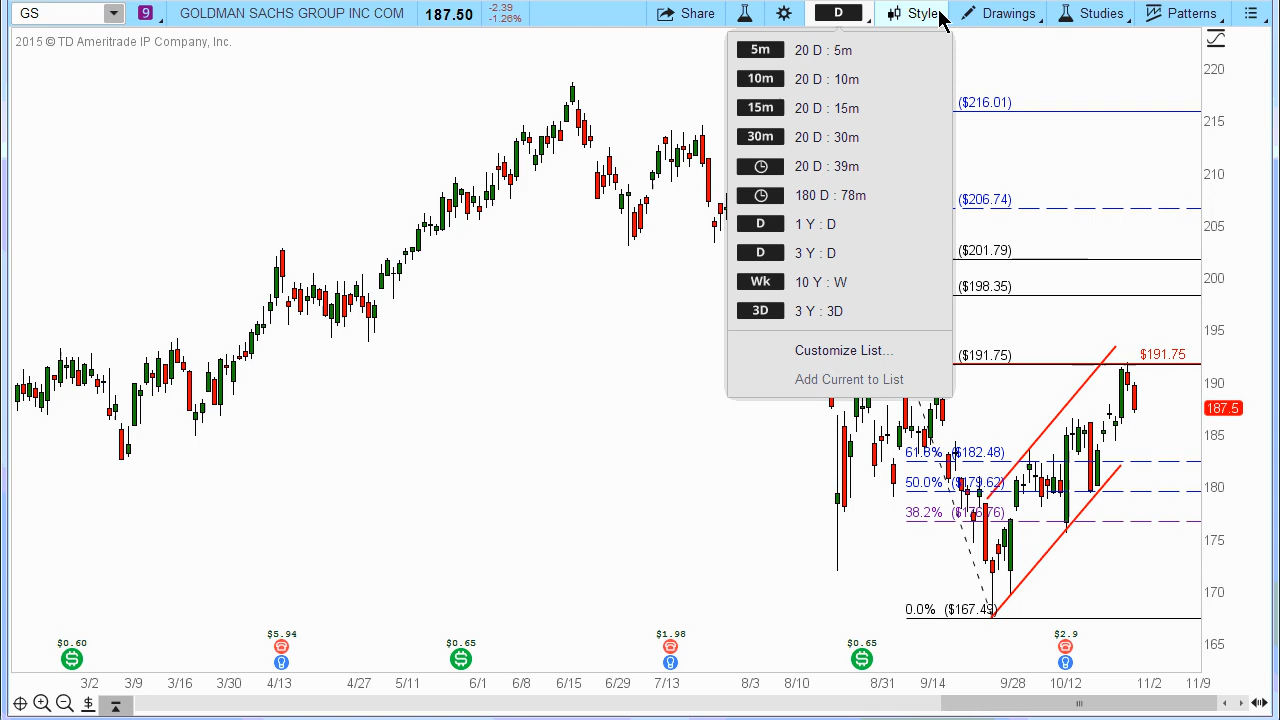 GS 9 GOLDMAN SACHS GROUP INC COM 187.50 -2.39 -1.26% Share D Style Drawings Studies Patterns
2015 © TD Ameritrade IP Company, Inc.
5m 20 D : 5m
10m 20 D : 10m
15m 20 D : 15m
30m 20 D : 30m
20 D : 39m
180 D : 78m
D 1 Y : D
D 3 Y : D
Wk 10 Y : W
3D 3 Y : 3D
Customize List...
Add Current to List
($216.01)
($206.74)
($201.79)
($198.35)
($191.75) $191.75
61.8% ($182.48)
50.0% ($179.62)
38.2% ($176.76)
0.0% ($167.49)
220
215
210
205
200
195
190
187.5
185
180
175
170
165
$0.60 $5.94 $0.65 $1.98 $0.65 $2.9
3/2 3/9 3/16 3/30 4/13 4/27 5/11 6/1 6/8 6/15 6/29 7/13 8/3 8/10 8/31 9/14 9/28 10/12 11/2 11/9